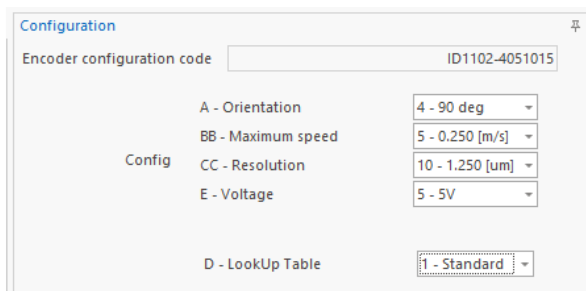 Configuration
Encoder configuration code ID1102-4051015
A - Orientation 4 - 90 deg
BB - Maximum speed 5 - 0.250 [m/s]
Config CC - Resolution 10 - 1.250 [um]
E - Voltage 5 - 5V
D - LookUp Table 1 - Standard